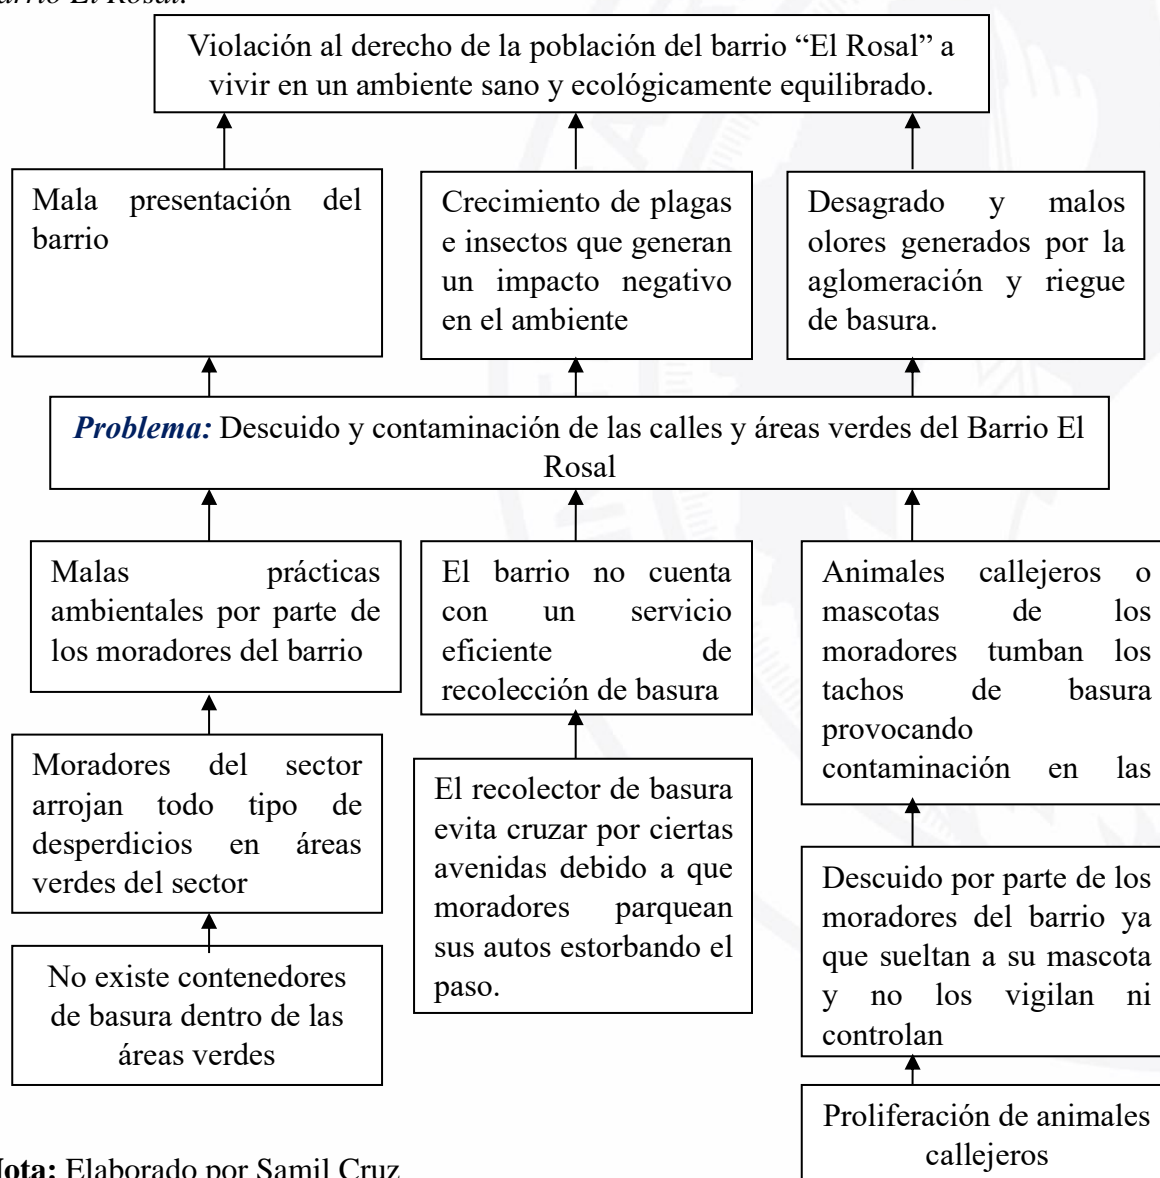 Barrio El Rosal.
Violación al derecho de la población del barrio “El Rosal” a
vivir en un ambiente sano y ecológicamente equilibrado.
Mala presentación del
barrio
Crecimiento de plagas
e insectos que generan
un impacto negativo
en el ambiente
Desagrado y malos
olores generados por la
aglomeración y riegue
de basura.
Problema: Descuido y contaminación de las calles y áreas verdes del Barrio El
Rosal
Malas prácticas
ambientales por parte de
los moradores del barrio
El barrio no cuenta
con un servicio
eficiente de
recolección de basura
Animales callejeros o
mascotas de los
moradores tumban los
tachos de basura
provocando
contaminación en las
Moradores del sector
arrojan todo tipo de
desperdicios en áreas
verdes del sector
El recolector de basura
evita cruzar por ciertas
avenidas debido a que
moradores parquean
sus autos estorbando el
paso.
Descuido por parte de los
moradores del barrio ya
que sueltan a su mascota
y no los vigilan ni
controlan
No existe contenedores
de basura dentro de las
áreas verdes
Proliferación de animales
callejeros
Nota: Elaborado por Samil Cruz